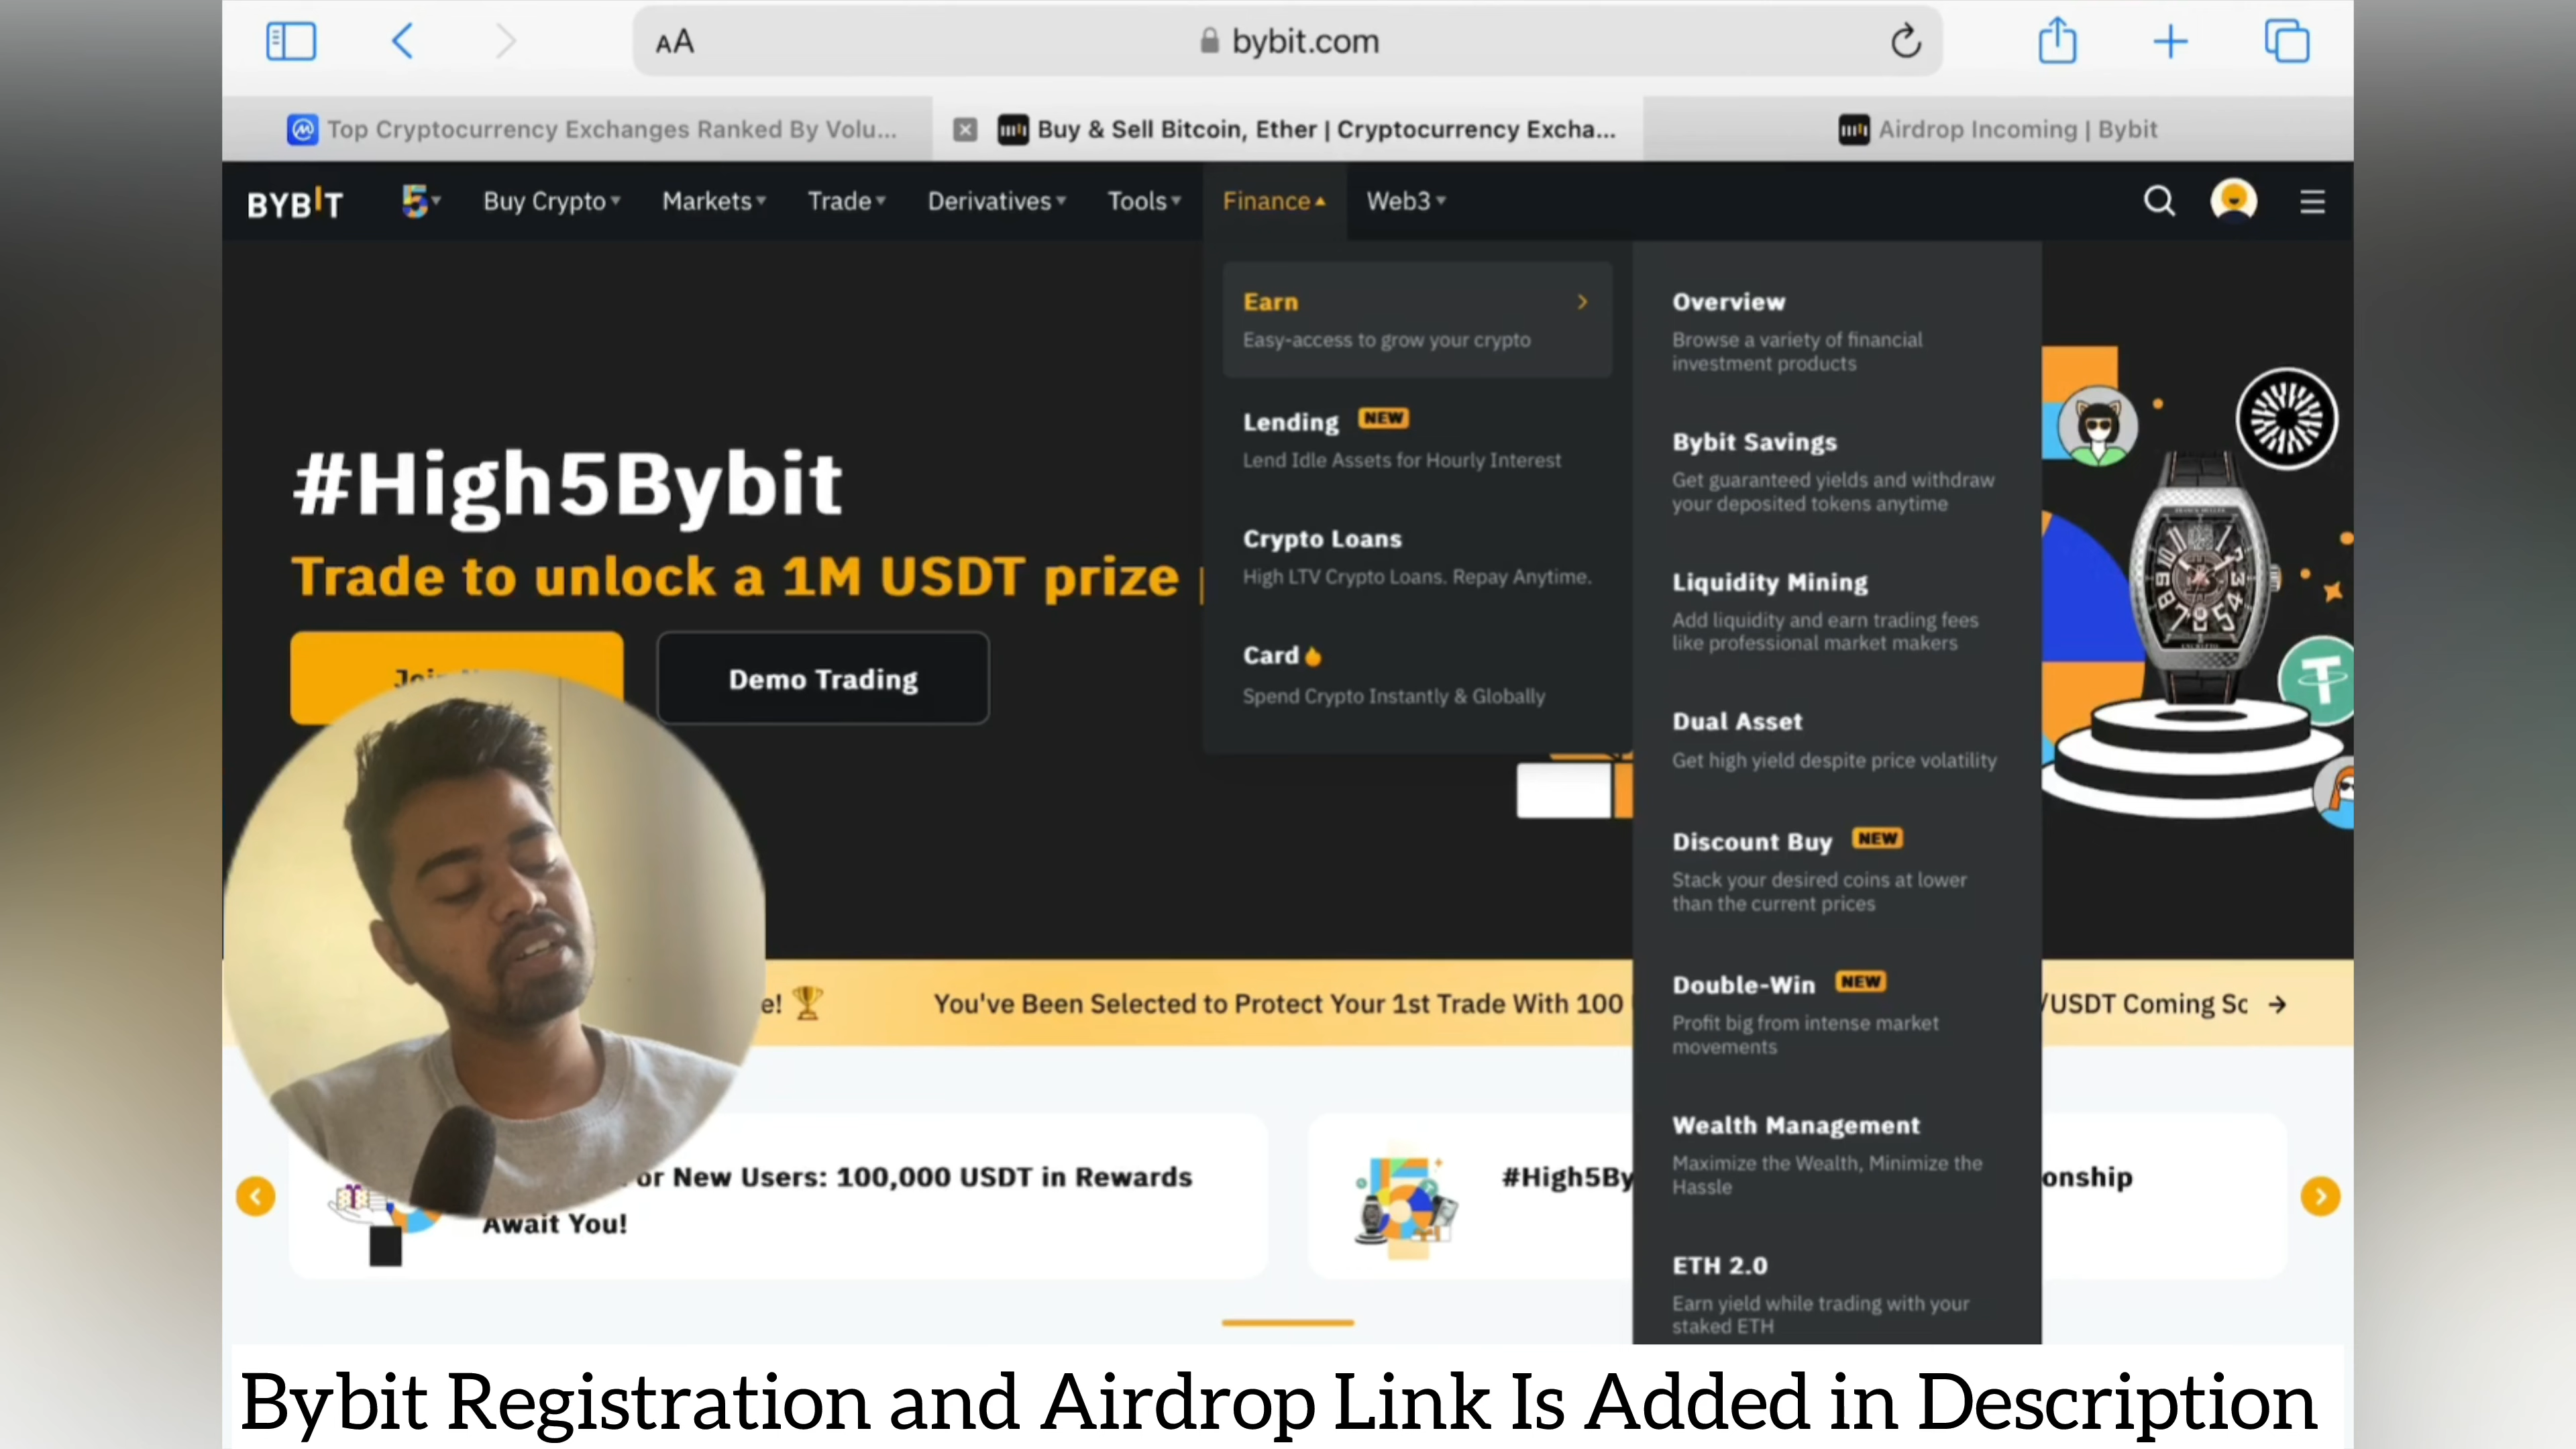 AA
bybit.com
Top Cryptocurrency Exchanges Ranked By Volu...
Buy & Sell Bitcoin, Ether | Cryptocurrency Excha...
Airdrop Incoming | Bybit
BYBIT
5
Buy Crypto
Markets
Trade
Derivatives
Tools
Finance
Web3
#High5Bybit
Trade to unlock a 1M USDT prize
Demo Trading
Earn
Easy-access to grow your crypto
Lending NEW
Lend Idle Assets for Hourly Interest
Crypto Loans
High LTV Crypto Loans. Repay Anytime.
Card
Spend Crypto Instantly & Globally
Overview
Browse a variety of financial
investment products
Bybit Savings
Get guaranteed yields and withdraw
your deposited tokens anytime
Liquidity Mining
Add liquidity and earn trading fees
like professional market makers
Dual Asset
Get high yield despite price volatility
Discount Buy NEW
Stack your desired coins at lower
than the current prices
Double-Win NEW
Profit big from intense market
movements
Wealth Management
Maximize the Wealth, Minimize the
Hassle
ETH 2.0
Earn yield while trading with your
staked ETH
e!
You've Been Selected to Protect Your 1st Trade With 100
/USDT Coming Sc
or New Users: 100,000 USDT in Rewards
Await You!
#High5By
onship
Bybit Registration and Airdrop Link Is Added in Description